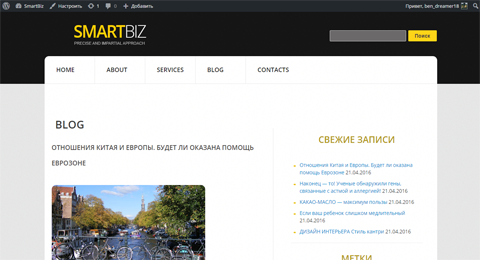 SmartBiz Настроить 1 0 Добавить Привет, ben_dreamer18
SMARTBIZ
PRECISE AND IMPARTIAL APPROACH
Поиск
HOME ABOUT SERVICES BLOG CONTACTS
BLOG
ОТНОШЕНИЯ КИТАЯ И ЕВРОПЫ. БУДЕТ ЛИ ОКАЗАНА ПОМОЩЬ
ЕВРОЗОНЕ
СВЕЖИЕ ЗАПИСИ
Отношения Китая и Европы. Будет ли оказана
помощь Еврозоне 21.04.2016
Наконец — то! Ученые обнаружили гены,
связанные с астмой и аллергией! 21.04.2016
КАКАО-МАСЛО — максимум пользы 21.04.2016
Если ваш ребенок слишком медлительный
21.04.2016
ДИЗАЙН ИНТЕРЬЕРА Стиль кантри 21.04.2016
МЕТКИ